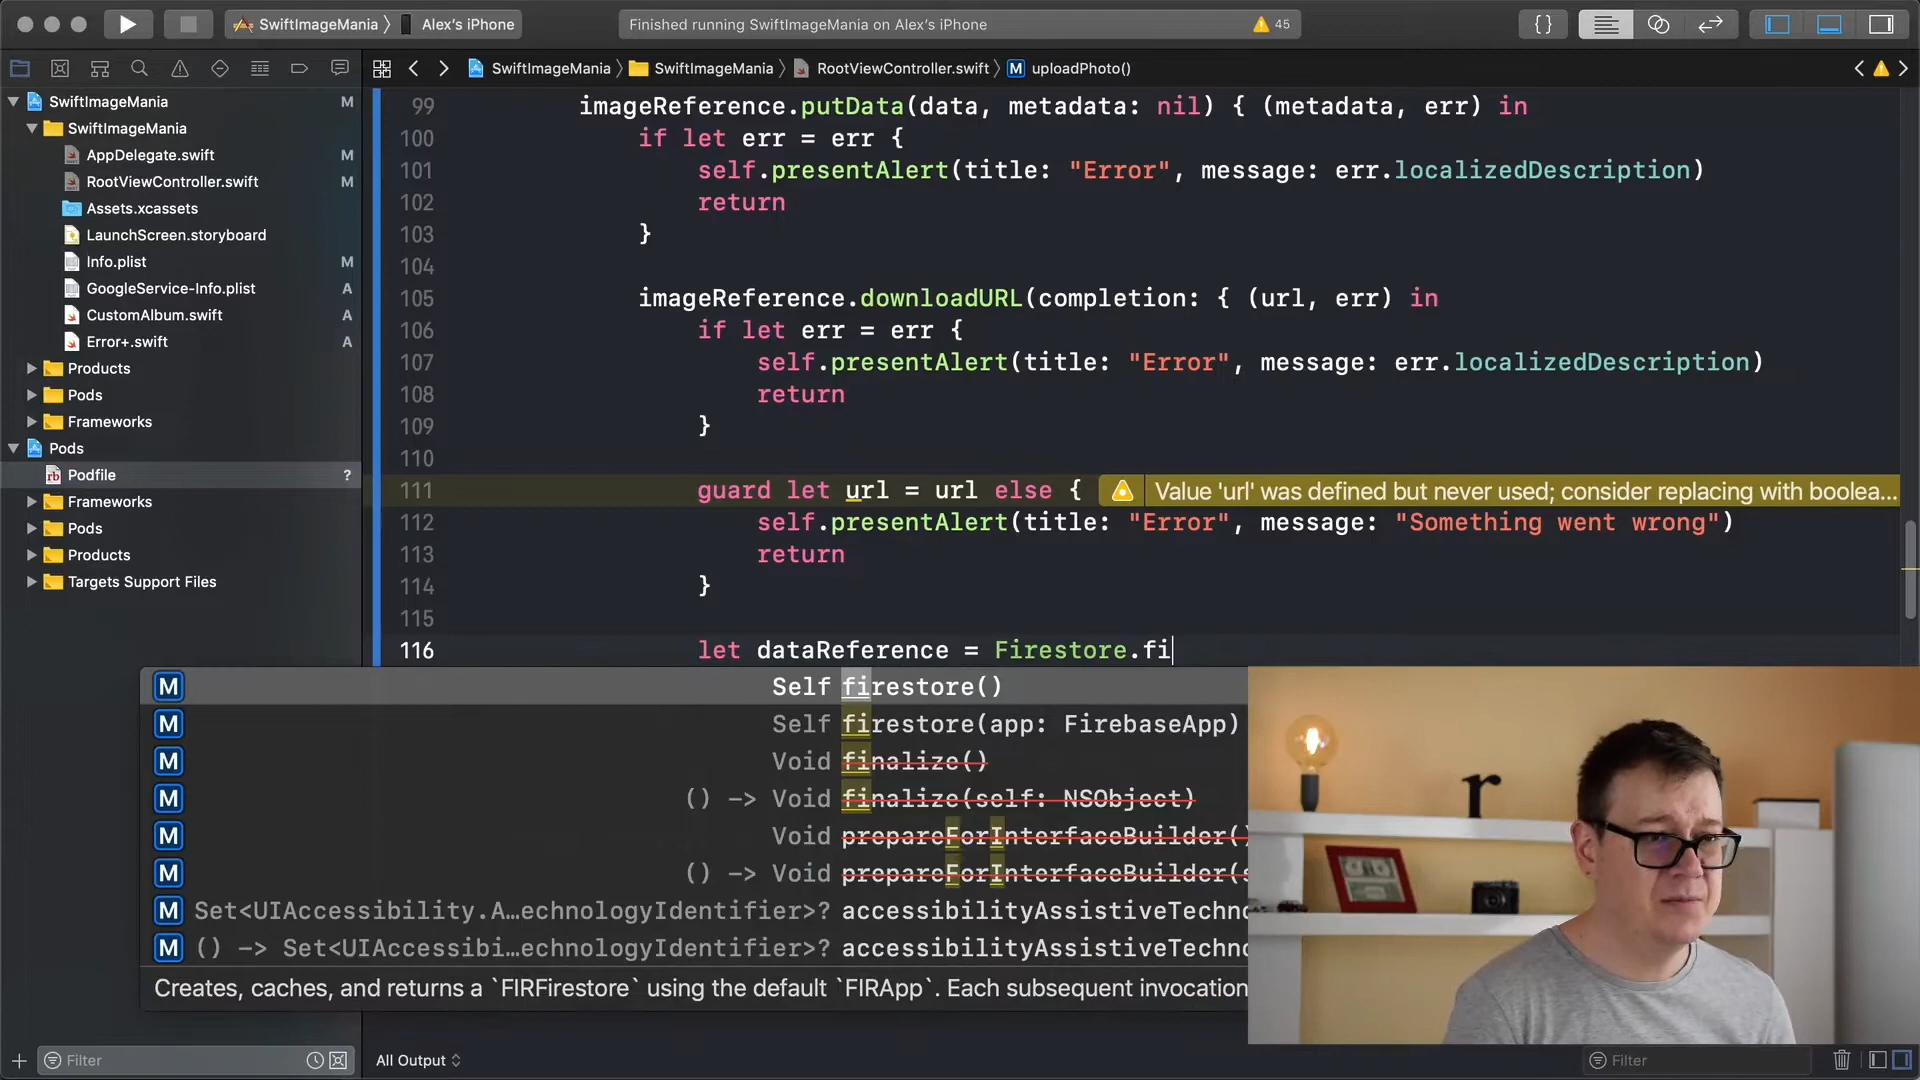 SwiftImageMania
Alex's iPhone
Finished running SwiftImageMania on Alex's iPhone
45
SwiftImageMania
SwiftImageMania
RootViewController.swift
M
uploadPhoto()
SwiftImageMania M
SwiftImageMania
AppDelegate.swift M
RootViewController.swift M
Assets.xcassets
LaunchScreen.storyboard
Info.plist M
GoogleService-Info.plist A
CustomAlbum.swift A
Error+.swift A
Products
Pods
Frameworks
Pods
rb Podfile ?
Frameworks
Pods
Products
Targets Support Files
99 imageReference.putData(data, metadata: nil) { (metadata, err) in
100 if let err = err {
101 self.presentAlert(title: "Error", message: err.localizedDescription)
102 return
103 }
104
105 imageReference.downloadURL(completion: { (url, err) in
106 if let err = err {
107 self.presentAlert(title: "Error", message: err.localizedDescription)
108 return
109 }
110
111 guard let url = url else { Value 'url' was defined but never used; consider replacing with boolea...
112 self.presentAlert(title: "Error", message: "Something went wrong")
113 return
114 }
115
116 let dataReference = Firestore.fi
M Self firestore()
M Self firestore(app: FirebaseApp)
M Void finalize()
M () -> Void finalize(self: NSObject)
M Void prepareForInterfaceBuilder()
M () -> Void prepareForInterfaceBuilder(
M Set<UIAccessibility.A...echnologyIdentifier>? accessibilityAssistiveTechno
M () -> Set<UIAccessibi...echnologyIdentifier>? accessibilityAssistiveTechno
Creates, caches, and returns a `FIRFirestore` using the default `FIRApp`. Each subsequent invocation
Filter
All Output
Filter